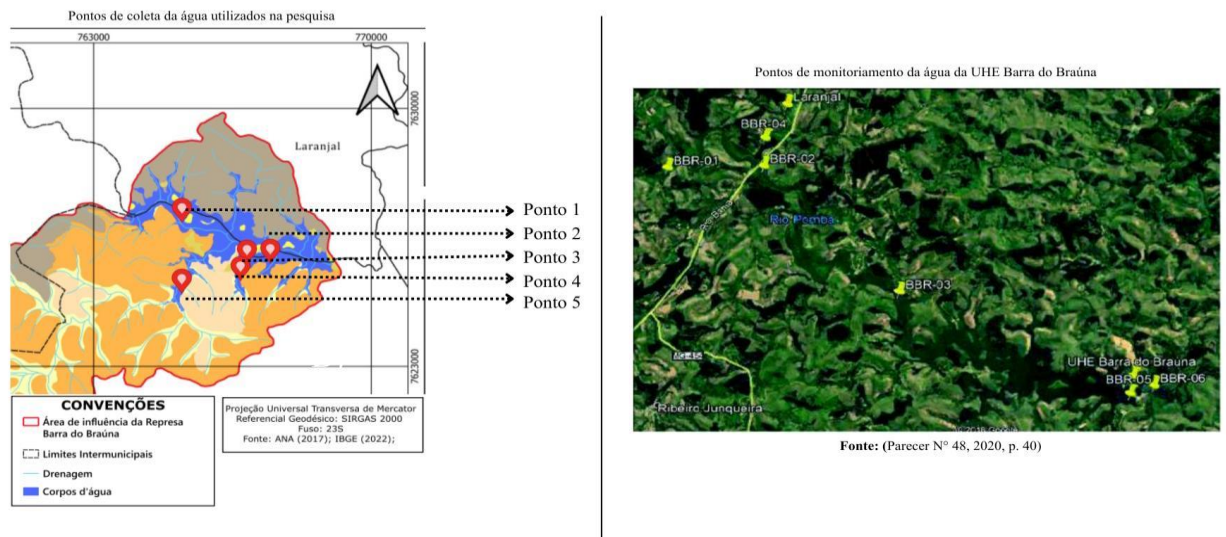 Pontos de coleta da água utilizados na pesquisa
763000
770000
7630000
Laranjal
Ponto 1
Ponto 2
Ponto 3
Ponto 4
Ponto 5
7623000
CONVENÇÕES
Área de influência da Represa
Barra do Braúna
Limites Intermunicipais
Drenagem
Corpos d'água
Projeção Universal Transversa de Mercator
Referencial Geodésico: SIRGAS 2000
Fuso: 23S
Fonte: ANA (2017); IBGE (2022);
Pontos de monitoriamento da água da UHE Barra do Braúna
Laranjal
BBR-04
BBR-01
BBR-02
Rio-Bahia
Rio Pomba
BBR-03
UHE Barra do Braúna
BBR-05
BBR-06
Ribeiro Junqueira
Fonte: (Parecer N° 48, 2020, p. 40)